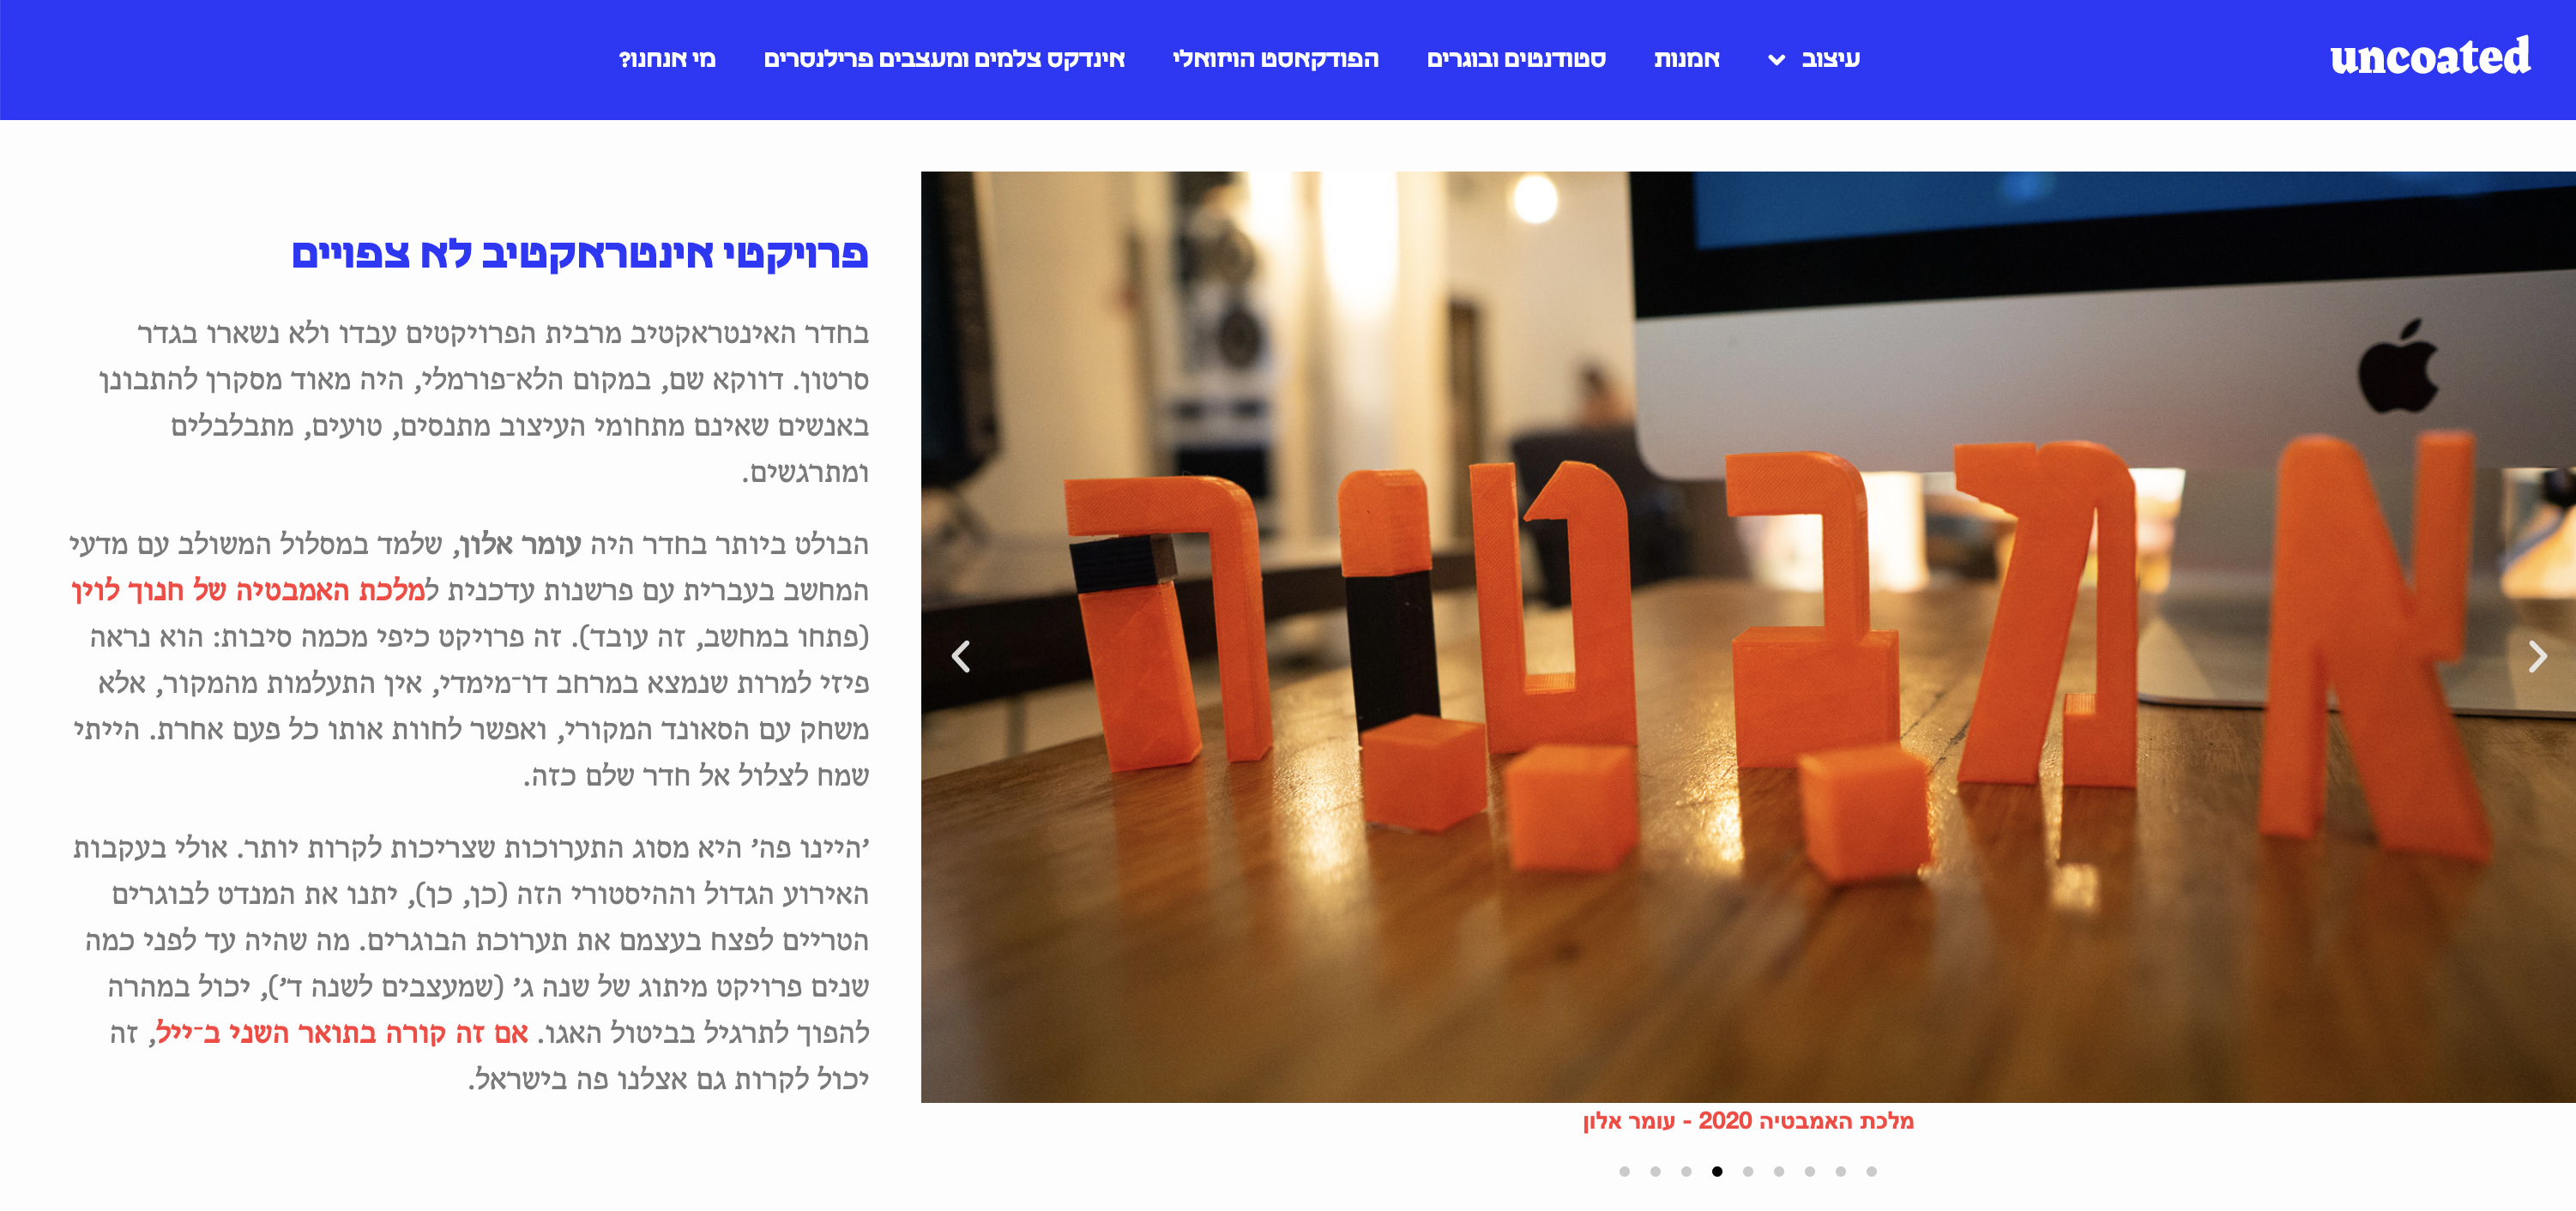 uncoated
עיצוב
אמנות
סטודנטים ובוגרים
הפודקאסט הויזואלי
אינדקס צלמים ומעצבים פרילנסרים
מי אנחנו?
אמבטיה
מלכת האמבטיה 2020 - עומר אלון
פרויקטי אינטראקטיב לא צפויים
בחדר האינטראקטיב מרבית הפרויקטים עבדו ולא נשארו בגדר
סרטון. דווקא שם, במקום הלא־פורמלי, היה מאוד מסקרן להתבונן
באנשים שאינם מתחומי העיצוב מתנסים, טועים, מתבלבלים
ומתרגשים.
הבולט ביותר בחדר היה עומר אלון, שלמד במסלול המשולב עם מדעי
המחשב בעברית עם פרשנות עדכנית למלכת האמבטיה של חנוך לוין
(פתחו במחשב, זה עובד). זה פרויקט כיפי מכמה סיבות: הוא נראה
פיזי למרות שנמצא במרחב דו־מימדי, אין התעלמות מהמקור, אלא
משחק עם הסאונד המקורי, ואפשר לחוות אותו כל פעם אחרת. הייתי
שמח לצלול אל חדר שלם כזה.
׳היינו פה׳ היא מסוג התערוכות שצריכות לקרות יותר. אולי בעקבות
האירוע הגדול וההיסטורי הזה (כן, כן), יתנו את המנדט לבוגרים
הטריים לפצח בעצמם את תערוכת הבוגרים. מה שהיה עד לפני כמה
שנים פרויקט מיתוג של שנה ג׳ (שמעצבים לשנה ד׳), יכול במהרה
להפוך לתרגיל בביטול האגו. אם זה קורה בתואר השני ב־ייל, זה
יכול לקרות גם אצלנו פה בישראל.